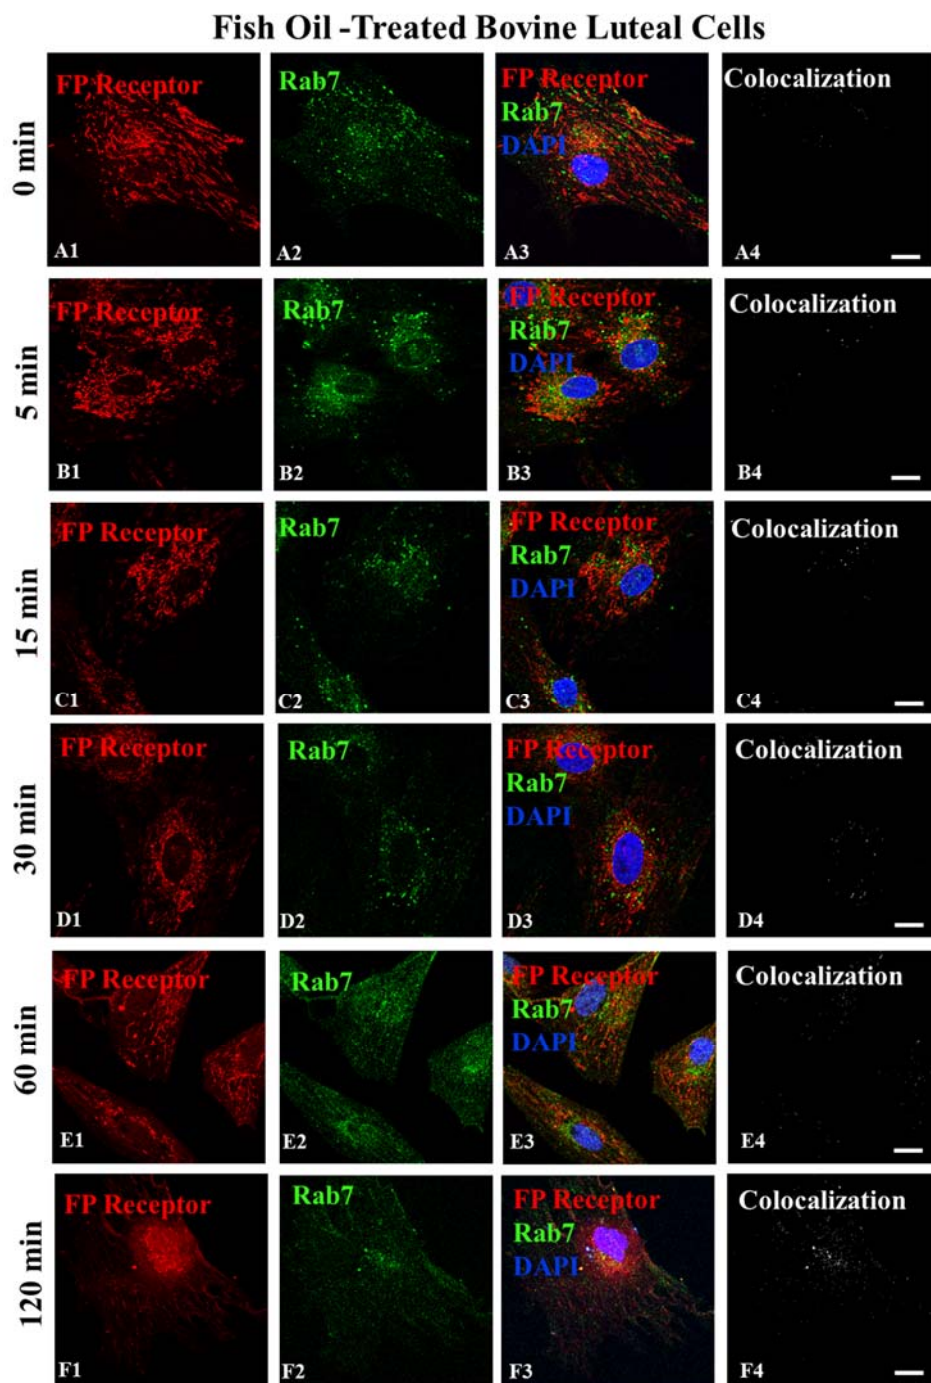 Fish Oil -Treated Bovine Luteal Cells
0 min
FP Receptor
A1
Rab7
A2
FP Receptor
Rab7
DAPI
A3
Colocalization
A4
5 min
FP Receptor
B1
Rab7
B2
FP Receptor
Rab7
DAPI
B3
Colocalization
B4
15 min
FP Receptor
C1
Rab7
C2
FP Receptor
Rab7
DAPI
C3
Colocalization
C4
30 min
FP Receptor
D1
Rab7
D2
FP Receptor
Rab7
DAPI
D3
Colocalization
D4
60 min
FP Receptor
E1
Rab7
E2
FP Receptor
Rab7
DAPI
E3
Colocalization
E4
120 min
FP Receptor
F1
Rab7
F2
FP Receptor
Rab7
DAPI
F3
Colocalization
F4